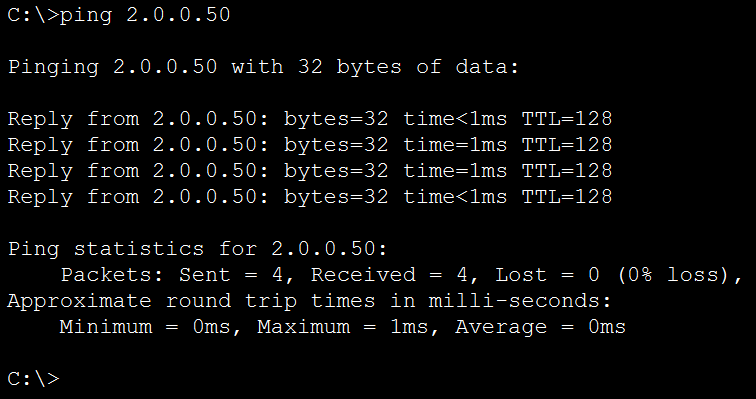 C:\>ping 2.0.0.50
Pinging 2.0.0.50 with 32 bytes of data:
Reply from 2.0.0.50: bytes=32 time<1ms TTL=128
Reply from 2.0.0.50: bytes=32 time=1ms TTL=128
Reply from 2.0.0.50: bytes=32 time=1ms TTL=128
Reply from 2.0.0.50: bytes=32 time<1ms TTL=128
Ping statistics for 2.0.0.50:
    Packets: Sent = 4, Received = 4, Lost = 0 (0% loss),
Approximate round trip times in milli-seconds:
    Minimum = 0ms, Maximum = 1ms, Average = 0ms
C:\>